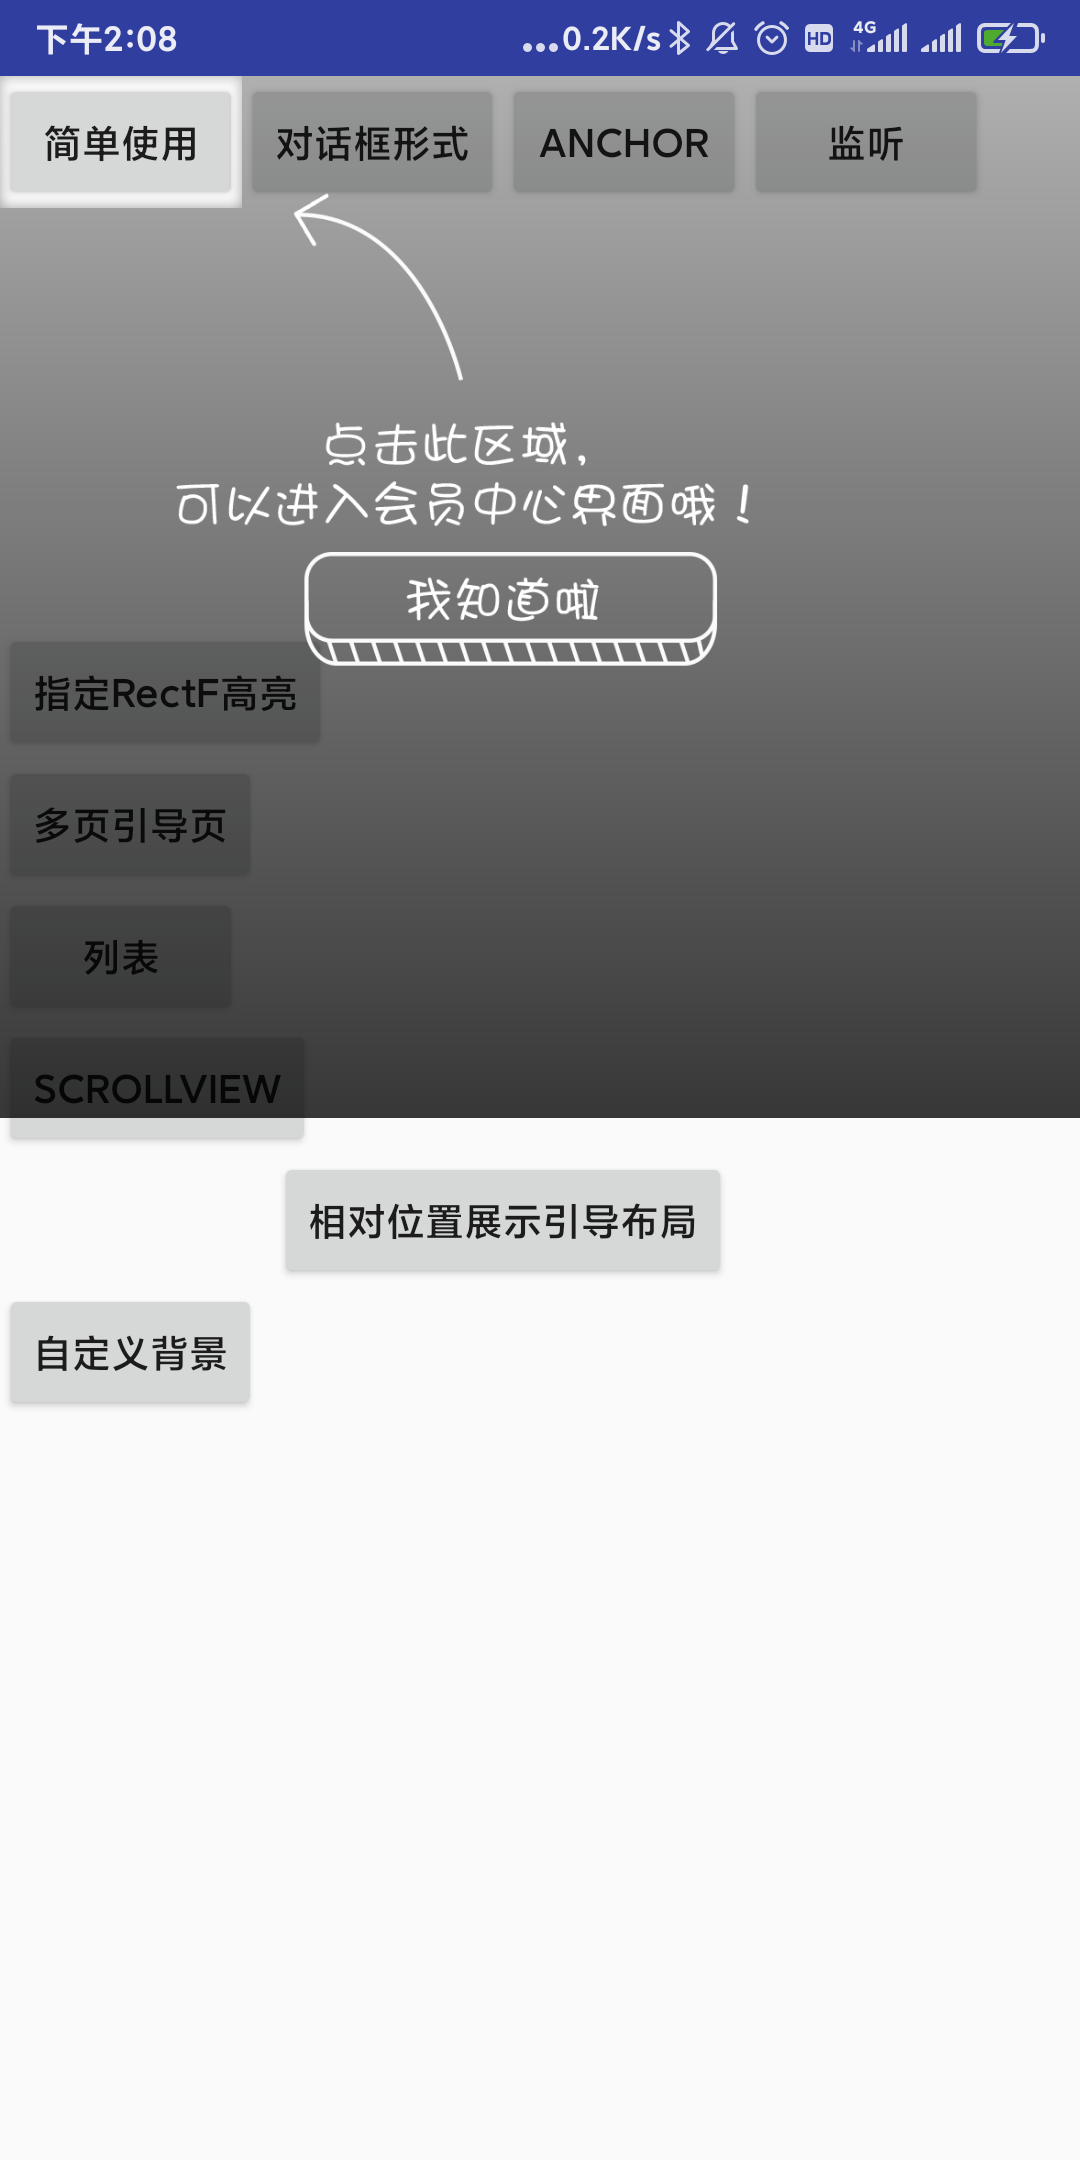 下午2:08
...0.2K/s HD 4G
简单使用 对话框形式 ANCHOR 监听
点击此区域，
可以进入会员中心界面哦！
我知道啦
指定RectF高亮
多页引导页
列表
SCROLLVIEW
相对位置展示引导布局
自定义背景